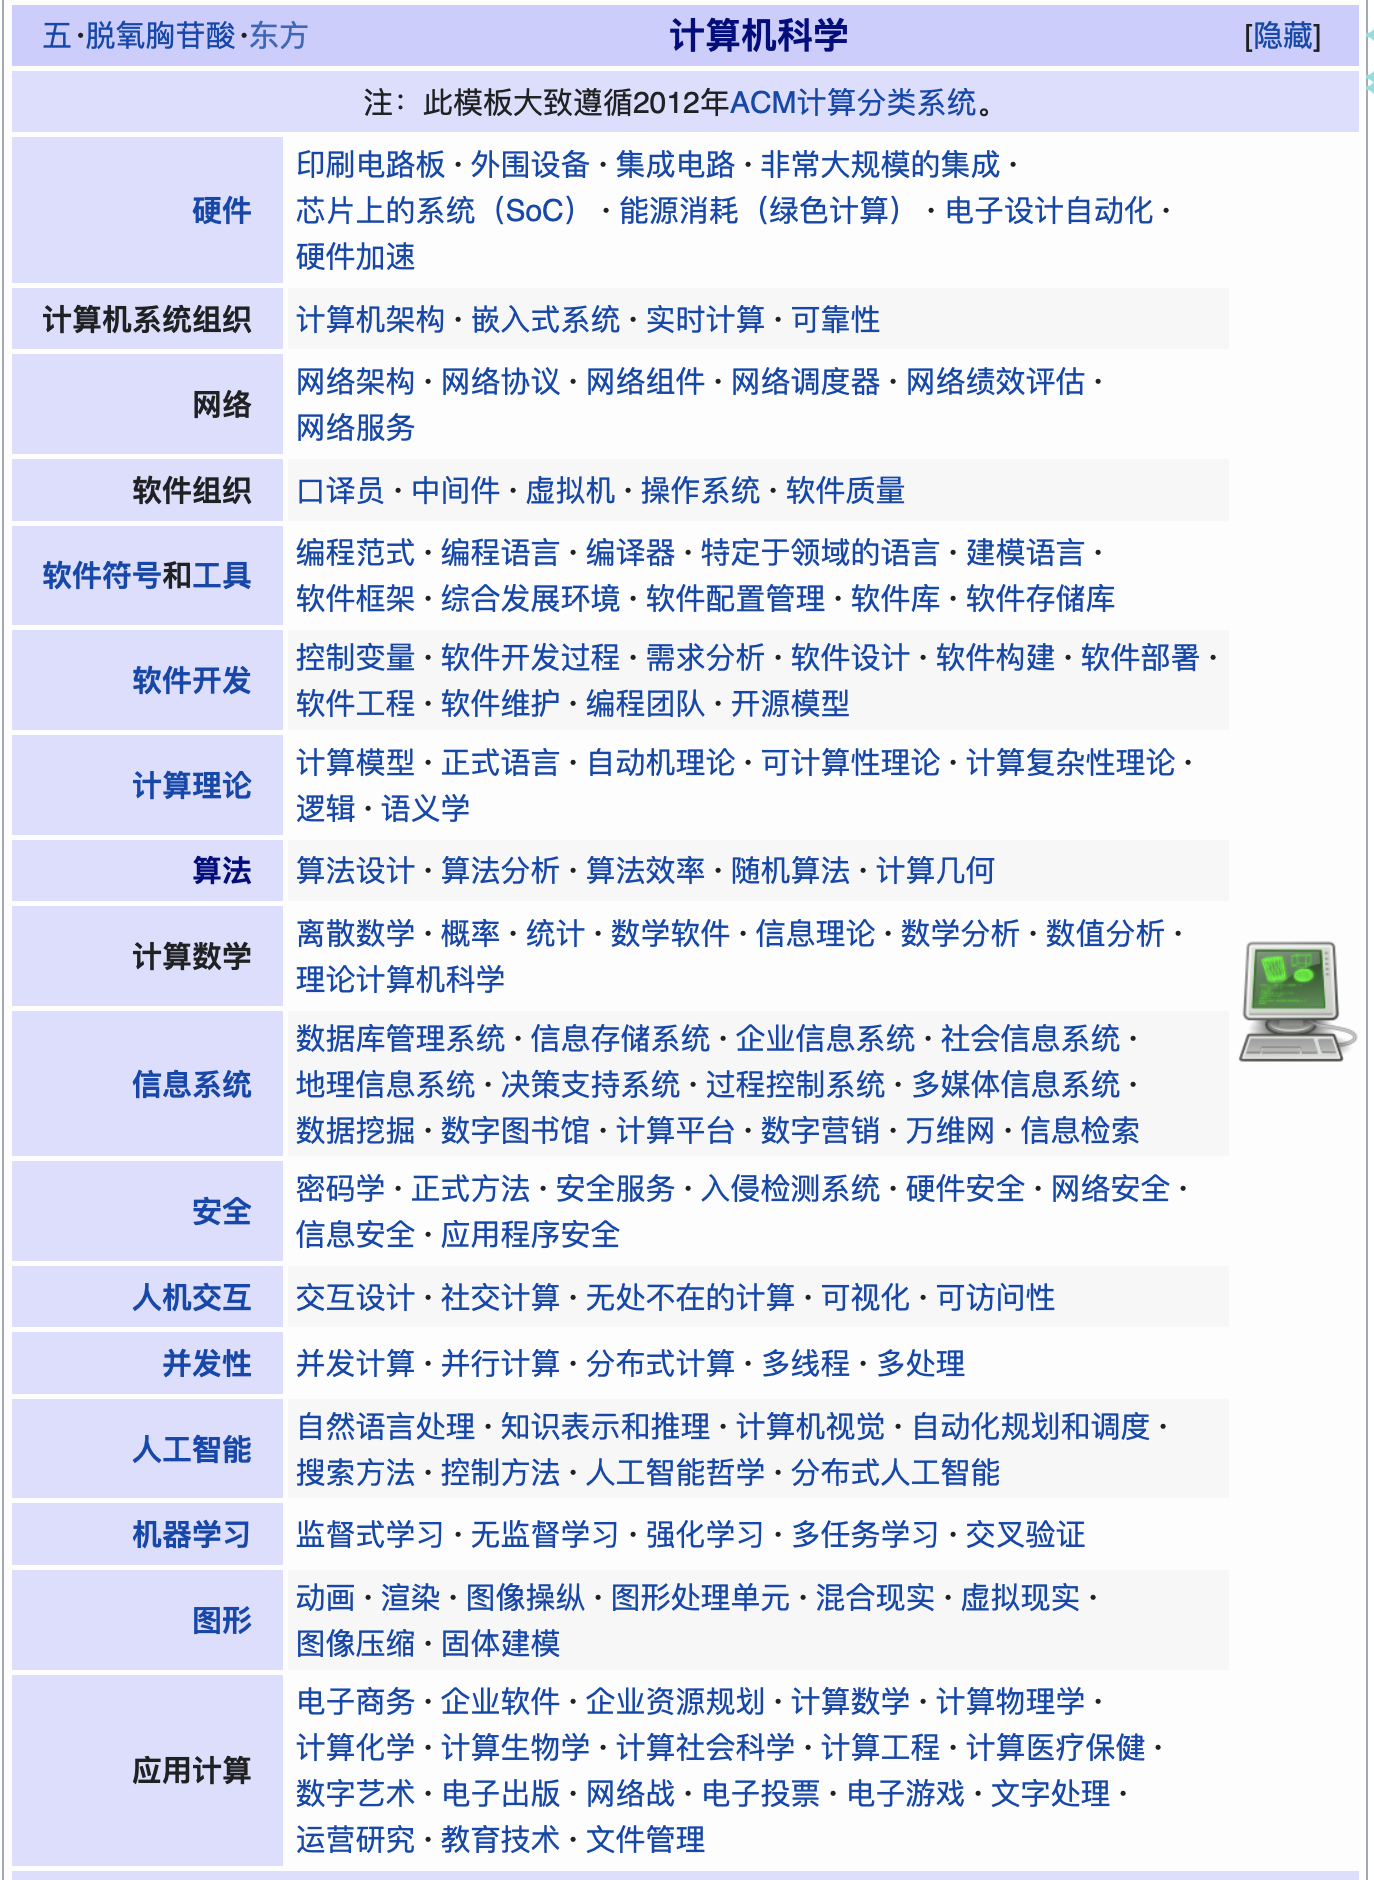 五·脱氧胸苷酸·东方
计算机科学
[隐藏]
注：此模板大致遵循2012年ACM计算分类系统。
硬件
印刷电路板 · 外围设备 · 集成电路 · 非常大规模的集成 ·
芯片上的系统（SoC） · 能源消耗（绿色计算） · 电子设计自动化 ·
硬件加速
计算机系统组织
计算机架构 · 嵌入式系统 · 实时计算 · 可靠性
网络
网络架构 · 网络协议 · 网络组件 · 网络调度器 · 网络绩效评估 ·
网络服务
软件组织
口译员 · 中间件 · 虚拟机 · 操作系统 · 软件质量
软件符号和工具
编程范式 · 编程语言 · 编译器 · 特定于领域的语言 · 建模语言 ·
软件框架 · 综合发展环境 · 软件配置管理 · 软件库 · 软件存储库
软件开发
控制变量 · 软件开发过程 · 需求分析 · 软件设计 · 软件构建 · 软件部署 ·
软件工程 · 软件维护 · 编程团队 · 开源模型
计算理论
计算模型 · 正式语言 · 自动机理论 · 可计算性理论 · 计算复杂性理论 ·
逻辑 · 语义学
算法
算法设计 · 算法分析 · 算法效率 · 随机算法 · 计算几何
计算数学
离散数学 · 概率 · 统计 · 数学软件 · 信息理论 · 数学分析 · 数值分析 ·
理论计算机科学
信息系统
数据库管理系统 · 信息存储系统 · 企业信息系统 · 社会信息系统 ·
地理信息系统 · 决策支持系统 · 过程控制系统 · 多媒体信息系统 ·
数据挖掘 · 数字图书馆 · 计算平台 · 数字营销 · 万维网 · 信息检索
安全
密码学 · 正式方法 · 安全服务 · 入侵检测系统 · 硬件安全 · 网络安全 ·
信息安全 · 应用程序安全
人机交互
交互设计 · 社交计算 · 无处不在的计算 · 可视化 · 可访问性
并发性
并发计算 · 并行计算 · 分布式计算 · 多线程 · 多处理
人工智能
自然语言处理 · 知识表示和推理 · 计算机视觉 · 自动化规划和调度 ·
搜索方法 · 控制方法 · 人工智能哲学 · 分布式人工智能
机器学习
监督式学习 · 无监督学习 · 强化学习 · 多任务学习 · 交叉验证
图形
动画 · 渲染 · 图像操纵 · 图形处理单元 · 混合现实 · 虚拟现实 ·
图像压缩 · 固体建模
应用计算
电子商务 · 企业软件 · 企业资源规划 · 计算数学 · 计算物理学 ·
计算化学 · 计算生物学 · 计算社会科学 · 计算工程 · 计算医疗保健 ·
数字艺术 · 电子出版 · 网络战 · 电子投票 · 电子游戏 · 文字处理 ·
运营研究 · 教育技术 · 文件管理